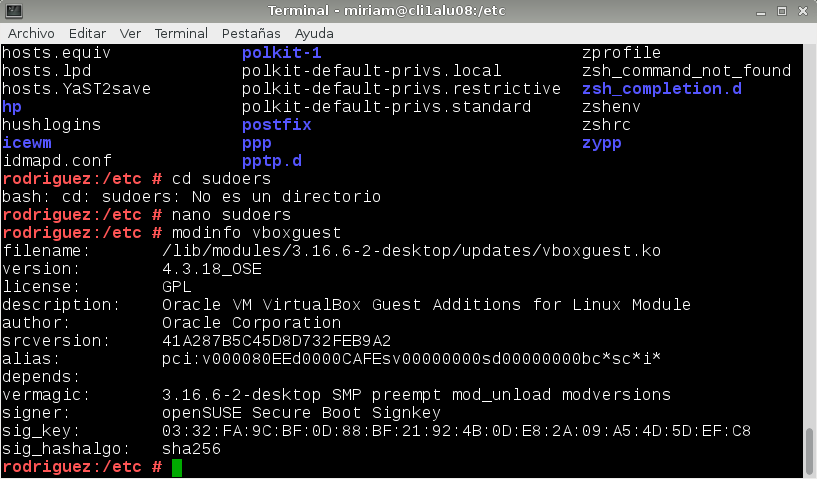 Terminal - miriam@cli1alu08:/etc
Archivo Editar Ver Terminal Pestañas Ayuda
hosts.equiv polkit-1 zprofile
hosts.lpd polkit-default-privs.local zsh_command_not_found
hosts.YaST2save polkit-default-privs.restrictive zsh_completion.d
hp polkit-default-privs.standard zshenv
hushlogins postfix zshrc
icewm ppp zypp
idmapd.conf pptp.d
rodriguez:/etc # cd sudoers
bash: cd: sudoers: No es un directorio
rodriguez:/etc # nano sudoers
rodriguez:/etc # modinfo vboxguest
filename: /lib/modules/3.16.6-2-desktop/updates/vboxguest.ko
version: 4.3.18_OSE
license: GPL
description: Oracle VM VirtualBox Guest Additions for Linux Module
author: Oracle Corporation
srcversion: 41A287B5C45D8D732FEB9A2
alias: pci:v000080EEd0000CAFEsv00000000sd00000000bc*sc*i*
depends:
vermagic: 3.16.6-2-desktop SMP preempt mod_unload modversions
signer: openSUSE Secure Boot Signkey
sig_key: 03:32:FA:9C:BF:0D:88:BF:21:92:4B:0D:E8:2A:09:A5:4D:5D:EF:C8
sig_hashalgo: sha256
rodriguez:/etc #